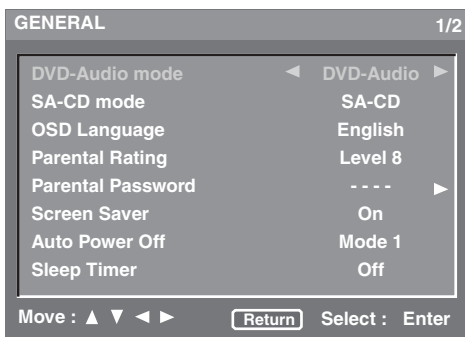 GENERAL 1/2
DVD-Audio mode ◄ DVD-Audio ►
SA-CD mode SA-CD
OSD Language English
Parental Rating Level 8
Parental Password - - - - ►
Screen Saver On
Auto Power Off Mode 1
Sleep Timer Off
Move : ▲ ▼ ◄ ► Return Select : Enter